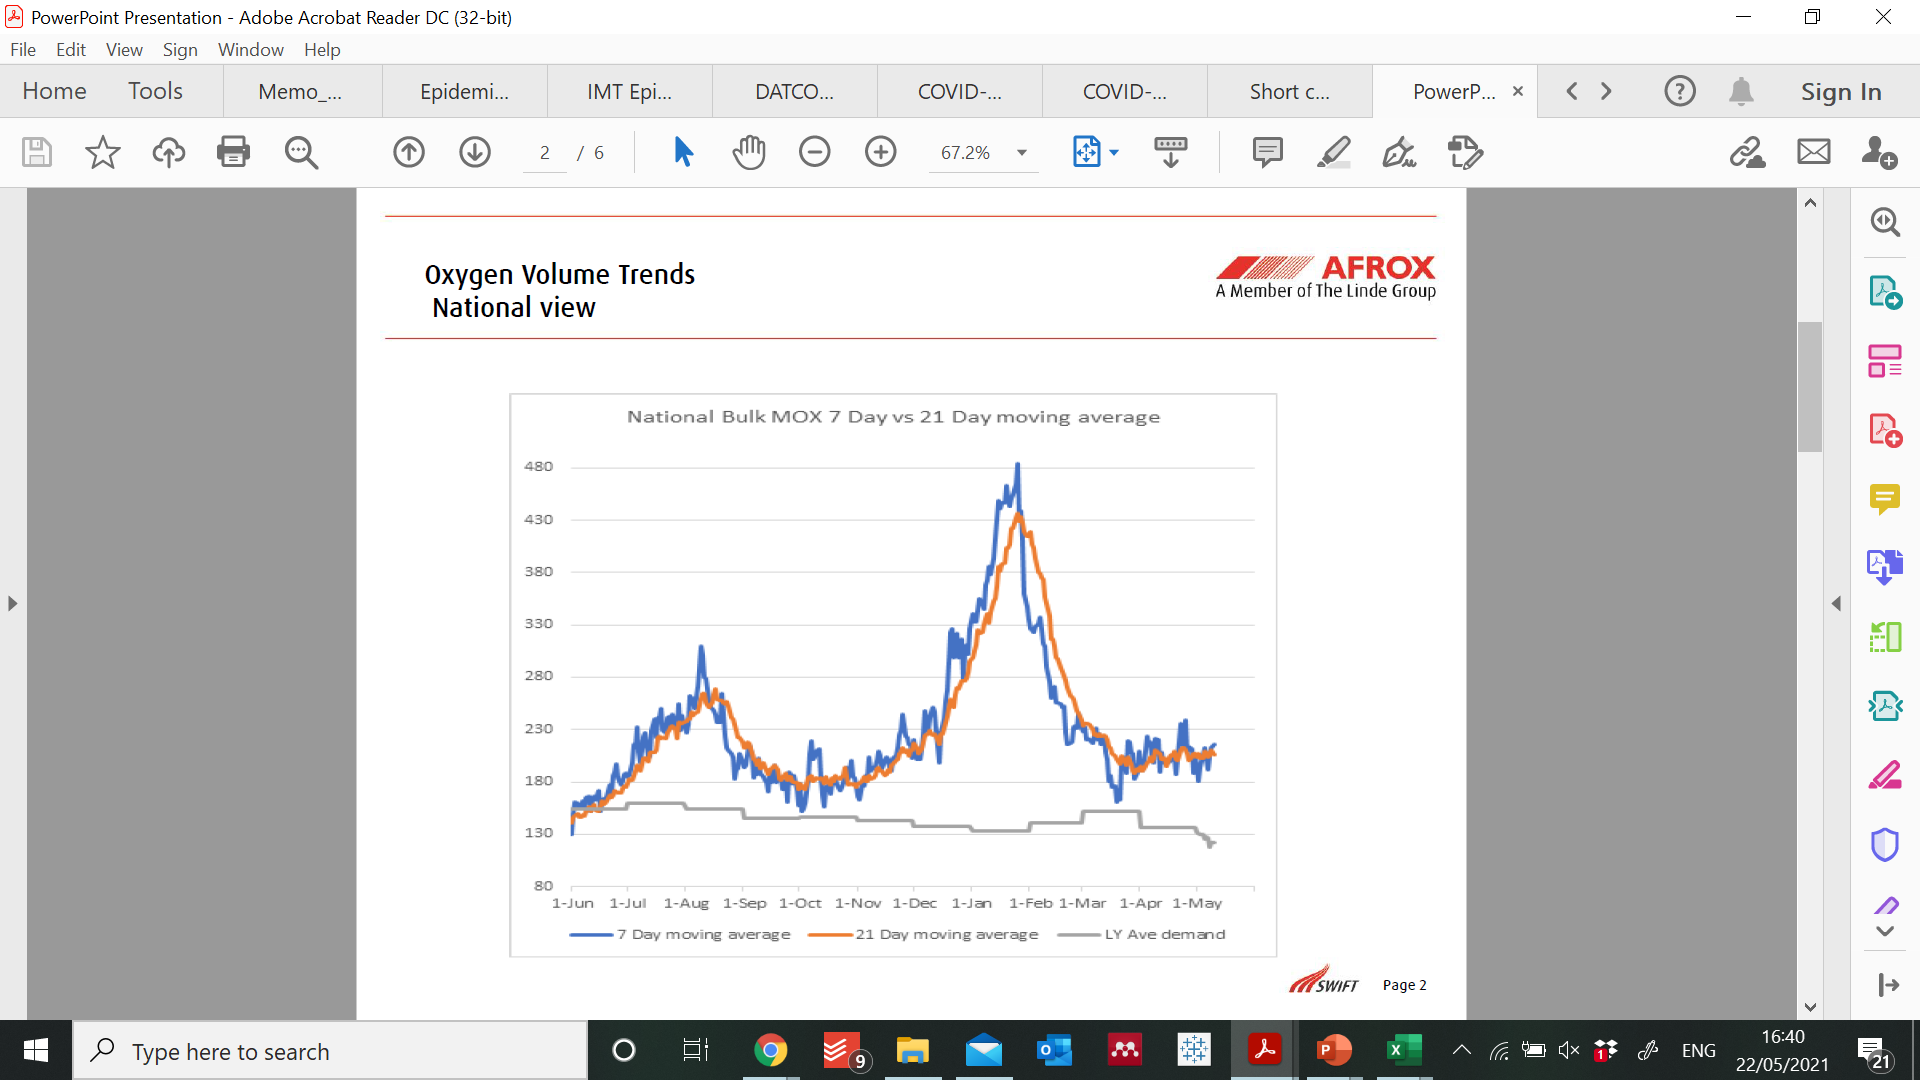 PowerPoint Presentation - Adobe Acrobat Reader DC (32-bit)
File Edit View Sign Window Help
Home Tools Memo_... Epidemi... IMT Epi... DATCO... COVID-... COVID-... Short c... PowerP... × Sign In
2 / 6 67.2%
Oxygen Volume Trends
National view
AFROX
A Member of The Linde Group
National Bulk MOX 7 Day vs 21 Day moving average
480
430
380
330
280
230
180
130
80
1-Jun 1-Jul 1-Aug 1-Sep 1-Oct 1-Nov 1-Dec 1-Jan 1-Feb 1-Mar 1-Apr 1-May
7 Day moving average 21 Day moving average LY Ave demand
SWIFT Page 2
Type here to search
9
1
ENG
16:40
22/05/2021
21